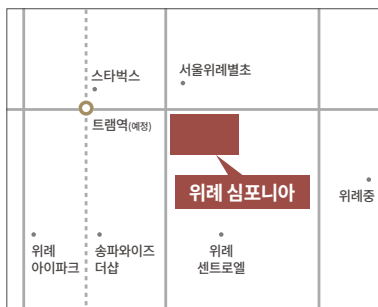 스타벅스
서울위례별초
트램역(예정)
위례 심포니아
위례중
위례
아이파크
송파와이즈
더샵
위례
센트로엘